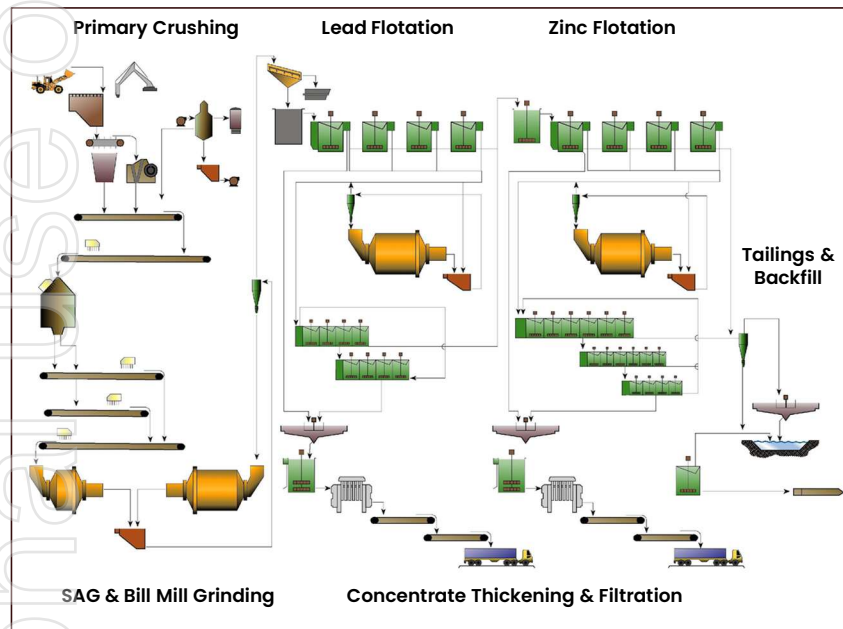 Primary Crushing
Lead Flotation
Zinc Flotation
Tailings &
Backfill
SAG & Bill Mill Grinding
Concentrate Thickening & Filtration